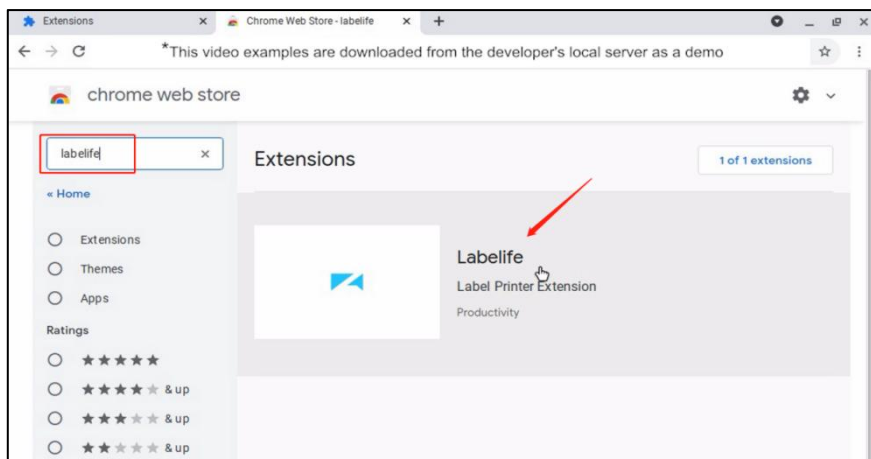 Extensions
Chrome Web Store - labelife
*This video examples are downloaded from the developer's local server as a demo
chrome web store
labelife
« Home
Extensions
Themes
Apps
Ratings
& up
& up
& up
Extensions
1 of 1 extensions
Labelife
Label Printer Extension
Productivity